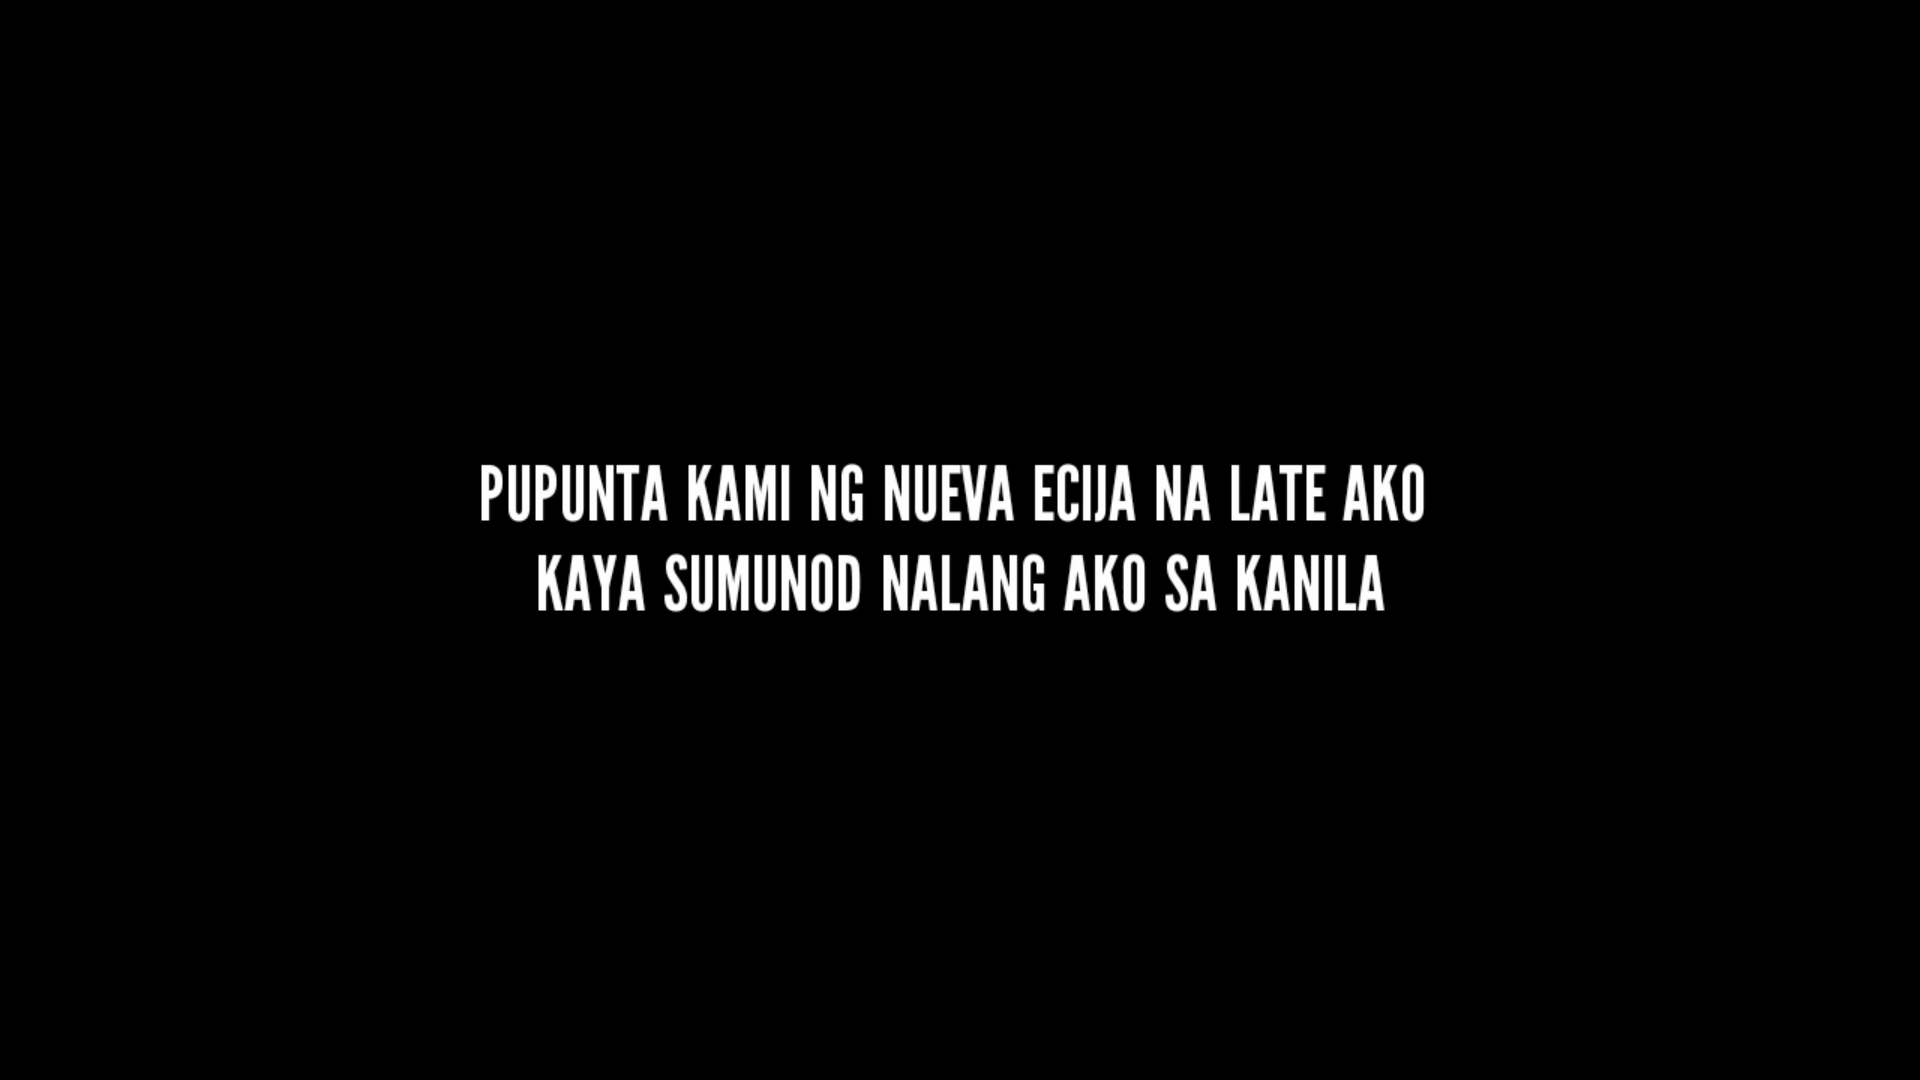 PUPUNTA KAMI NG NUEVA ECIJA NA LATE AKO
KAYA SUMUNOD NALANG AKO SA KANILA